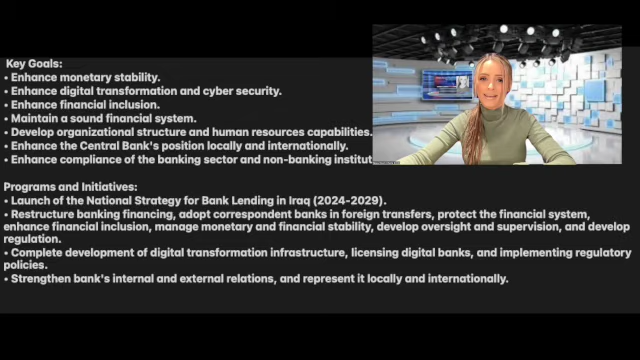 Key Goals:
• Enhance monetary stability.
• Enhance digital transformation and cyber security.
• Enhance financial inclusion.
• Maintain a sound financial system.
• Develop organizational structure and human resources capabilities.
• Enhance the Central Bank's position locally and internationally.
• Enhance compliance of the banking sector and non-banking institut
Programs and Initiatives:
• Launch of the National Strategy for Bank Lending in Iraq (2024-2029).
• Restructure banking financing, adopt correspondent banks in foreign transfers, protect the financial system,
enhance financial inclusion, manage monetary and financial stability, develop oversight and supervision, and develop
regulation.
• Complete development of digital transformation infrastructure, licensing digital banks, and implementing regulatory
policies.
• Strengthen bank's internal and external relations, and represent it locally and internationally.